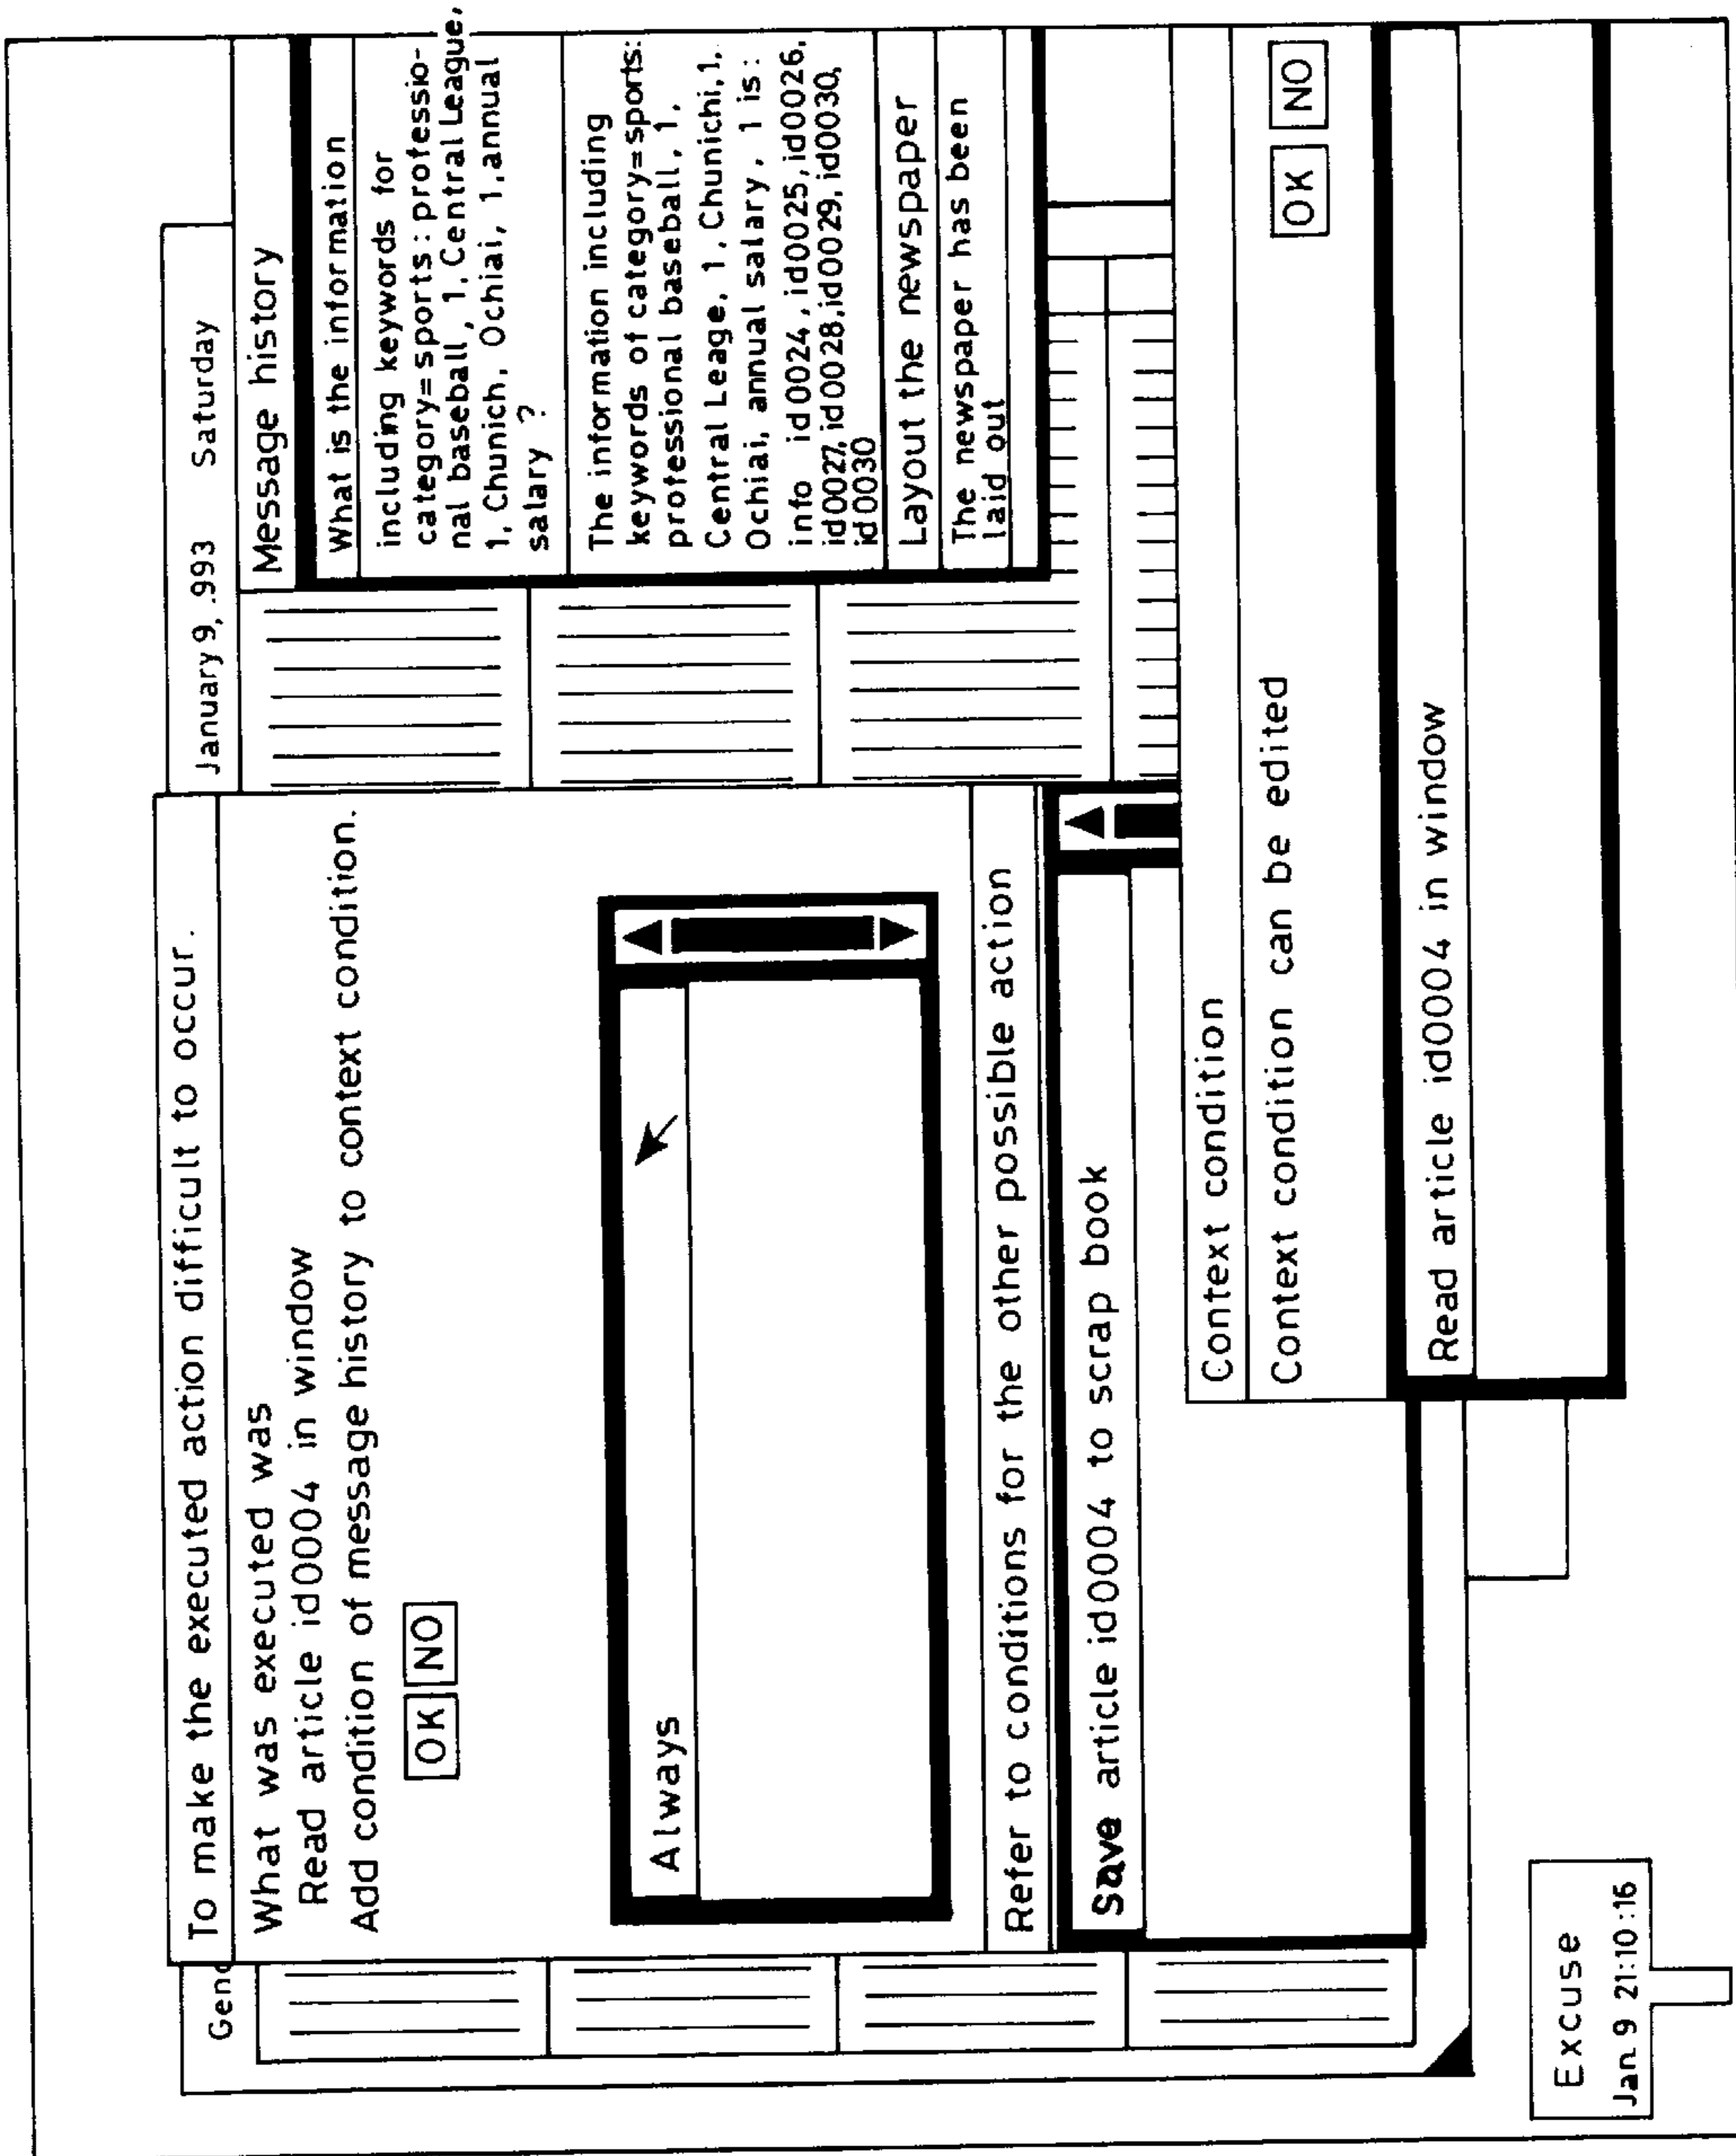 Gen
January 9, .993 Saturday
To make the executed action difficult to occur.
What was executed was
Read article id0004 in window
Add condition of message history to context condition.
OK NO
Always
Refer to conditions for the other possible action
Save article id0004 to scrap book
Message history
What is the information
including keywords for
category=sports:professio-
nal baseball, 1, Central League,
1, Chunich, Ochiai, 1, annual
salary ?
The information including
keywords of category=sports:
professional baseball, 1,
Central Leage, 1, Chunichi, 1,
Ochiai, annual salary, 1 is:
info id0024, id0025, id0026,
id0027, id0028, id0029, id0030,
id0030
Layout the newspaper
The newspaper has been
laid out
Context condition
Context condition can be edited
OK NO
Read article id0004 in window
Excuse
Jan 9 21:10:16